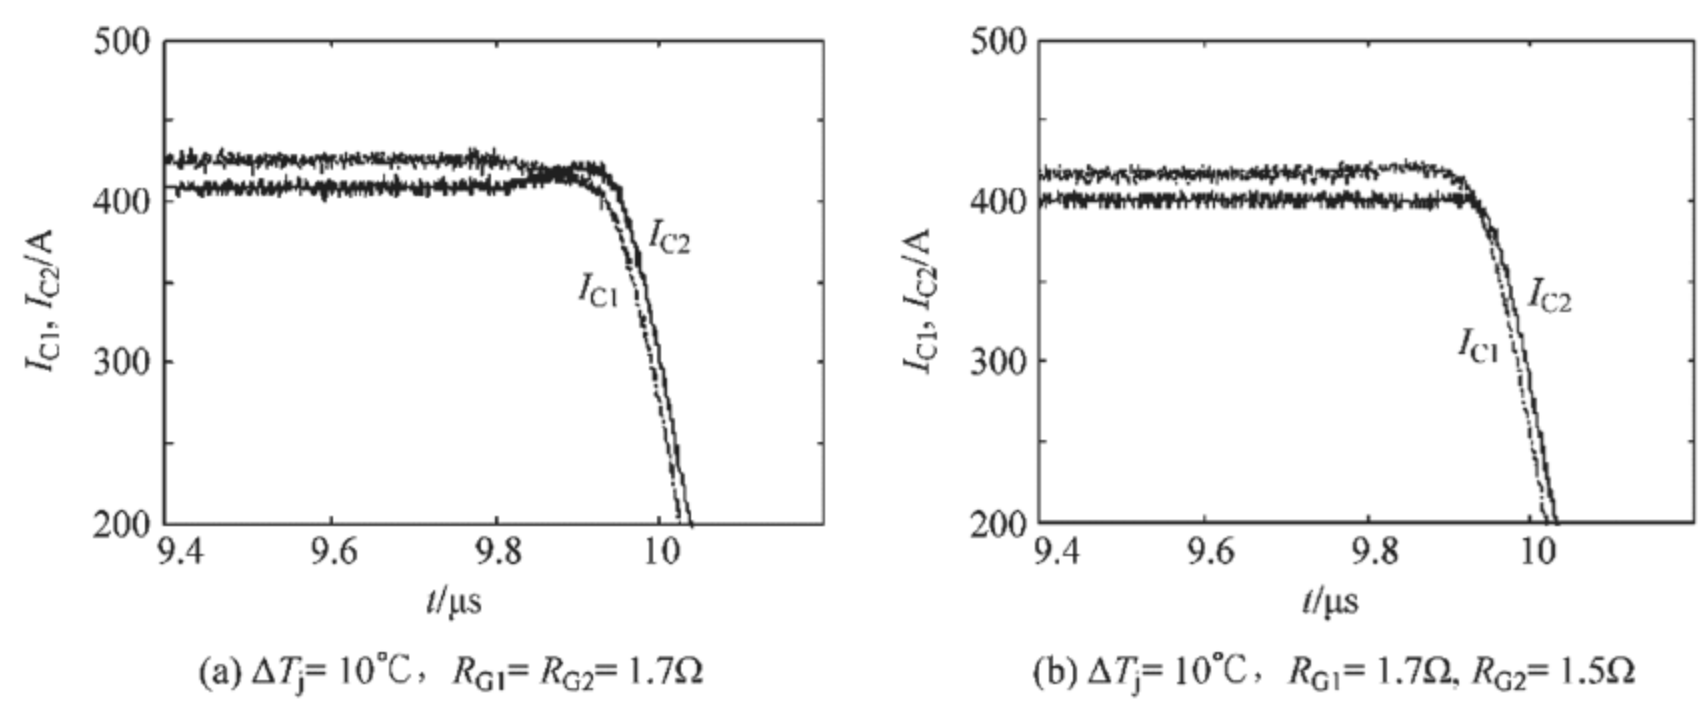 500
400
300
200
I_C1, I_C2/A
I_C2
I_C1
9.4 9.6 9.8 10
t/μs
(a) ΔT_j= 10℃, R_G1= R_G2= 1.7Ω
500
400
300
200
I_C1, I_C2/A
I_C2
I_C1
9.4 9.6 9.8 10
t/μs
(b) ΔT_j= 10℃, R_G1= 1.7Ω, R_G2= 1.5Ω